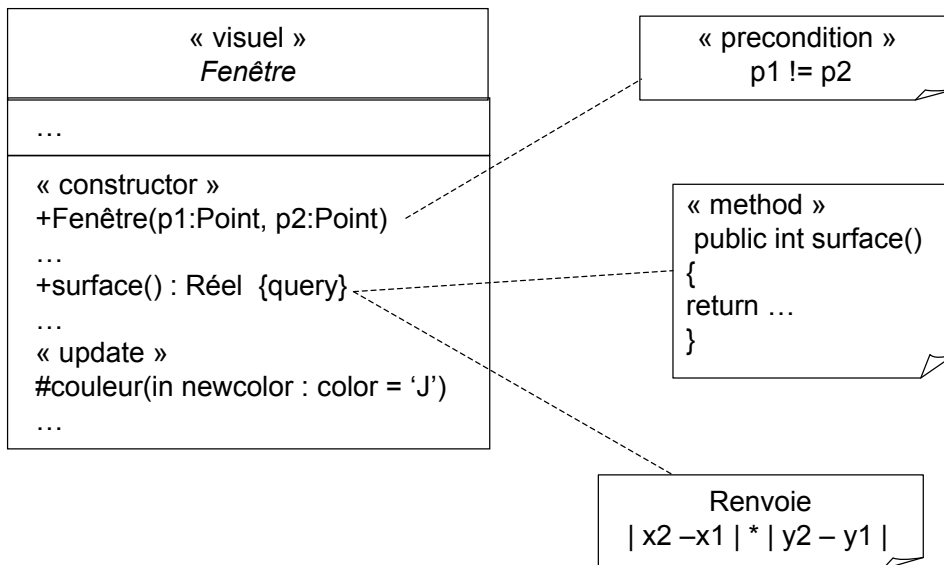 « visuel »
Fenêtre
…
« constructor »
+Fenêtre(p1:Point, p2:Point)
…
+surface() : Réel {query}
…
« update »
#couleur(in newcolor : color = ‘J’)
…
« precondition »
p1 != p2
« method »
public int surface()
{
return …
}
Renvoie
| x2 –x1 | * | y2 – y1 |